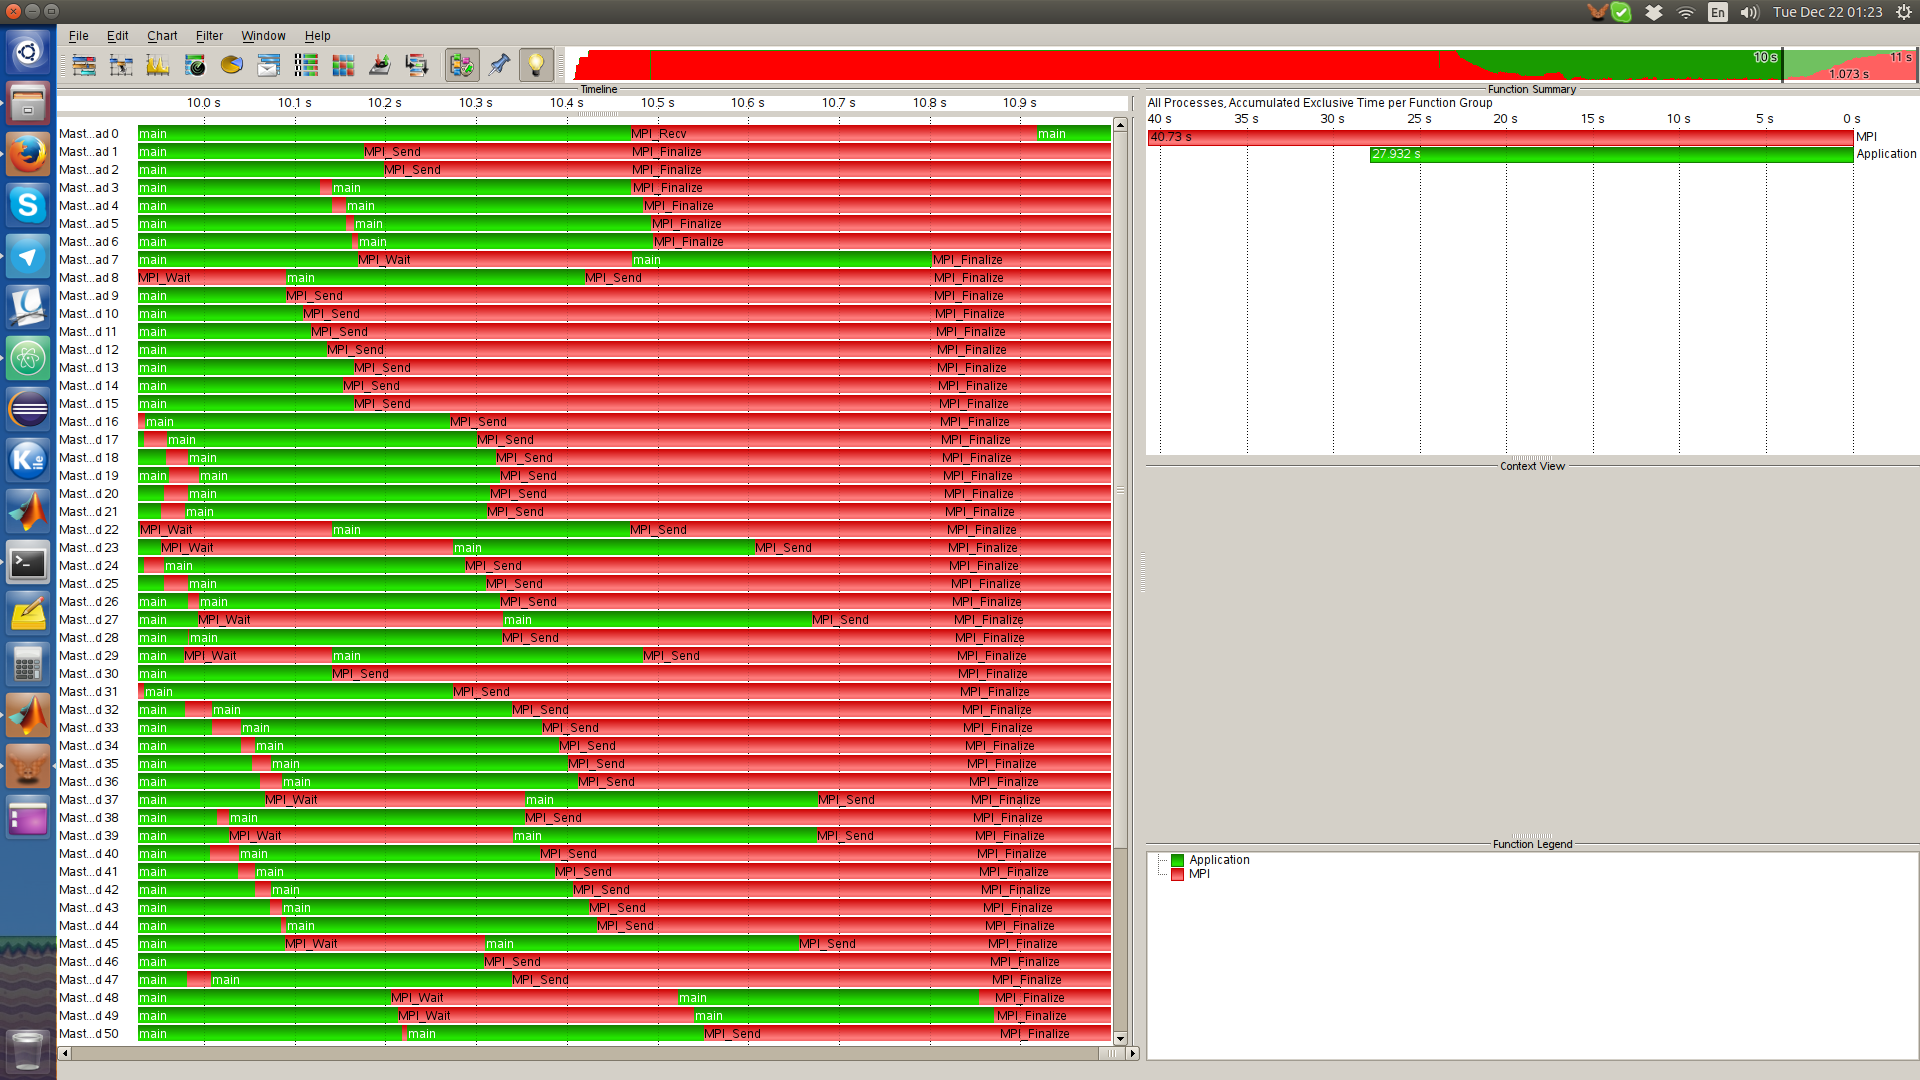 En Tue Dec 22 01:23
File Edit Chart Filter Window Help
10 s 11 s
1.073 s
Timeline
10.0 s 10.1 s 10.2 s 10.3 s 10.4 s 10.5 s 10.6 s 10.7 s 10.8 s 10.9 s
Mast...ad 0 main MPI_Recv main
Mast...ad 1 main MPI_Send MPI_Finalize
Mast...ad 2 main MPI_Send MPI_Finalize
Mast...ad 3 main main MPI_Finalize
Mast...ad 4 main main MPI_Finalize
Mast...ad 5 main main MPI_Finalize
Mast...ad 6 main main MPI_Finalize
Mast...ad 7 main MPI_Wait main MPI_Finalize
Mast...ad 8 MPI_Wait main MPI_Send MPI_Finalize
Mast...ad 9 main MPI_Send MPI_Finalize
Mast...d 10 main MPI_Send MPI_Finalize
Mast...d 11 main MPI_Send MPI_Finalize
Mast...d 12 main MPI_Send MPI_Finalize
Mast...d 13 main MPI_Send MPI_Finalize
Mast...d 14 main MPI_Send MPI_Finalize
Mast...d 15 main MPI_Send MPI_Finalize
Mast...d 16 main MPI_Send MPI_Finalize
Mast...d 17 main MPI_Send MPI_Finalize
Mast...d 18 main MPI_Send MPI_Finalize
Mast...d 19 main main MPI_Send MPI_Finalize
Mast...d 20 main MPI_Send MPI_Finalize
Mast...d 21 main MPI_Send MPI_Finalize
Mast...d 22 MPI_Wait main MPI_Send MPI_Finalize
Mast...d 23 MPI_Wait main MPI_Send MPI_Finalize
Mast...d 24 main MPI_Send MPI_Finalize
Mast...d 25 main MPI_Send MPI_Finalize
Mast...d 26 main main MPI_Send MPI_Finalize
Mast...d 27 main MPI_Wait main MPI_Send MPI_Finalize
Mast...d 28 main main MPI_Send MPI_Finalize
Mast...d 29 main MPI_Wait main MPI_Send MPI_Finalize
Mast...d 30 main MPI_Send MPI_Finalize
Mast...d 31 main MPI_Send MPI_Finalize
Mast...d 32 main main MPI_Send MPI_Finalize
Mast...d 33 main main MPI_Send MPI_Finalize
Mast...d 34 main main MPI_Send MPI_Finalize
Mast...d 35 main main MPI_Send MPI_Finalize
Mast...d 36 main main MPI_Send MPI_Finalize
Mast...d 37 main MPI_Wait main MPI_Send MPI_Finalize
Mast...d 38 main main MPI_Send MPI_Finalize
Mast...d 39 main MPI_Wait main MPI_Send MPI_Finalize
Mast...d 40 main main MPI_Send MPI_Finalize
Mast...d 41 main main MPI_Send MPI_Finalize
Mast...d 42 main main MPI_Send MPI_Finalize
Mast...d 43 main main MPI_Send MPI_Finalize
Mast...d 44 main main MPI_Send MPI_Finalize
Mast...d 45 main MPI_Wait main MPI_Send MPI_Finalize
Mast...d 46 main MPI_Send MPI_Finalize
Mast...d 47 main main MPI_Send MPI_Finalize
Mast...d 48 main MPI_Wait main MPI_Finalize
Mast...d 49 main MPI_Wait main MPI_Finalize
Mast...d 50 main main MPI_Send MPI_Finalize
Function Summary
All Processes, Accumulated Exclusive Time per Function Group
40 s 35 s 30 s 25 s 20 s 15 s 10 s 5 s 0 s
40.73 s MPI
27.932 s Application
Context View
Function Legend
Application
MPI